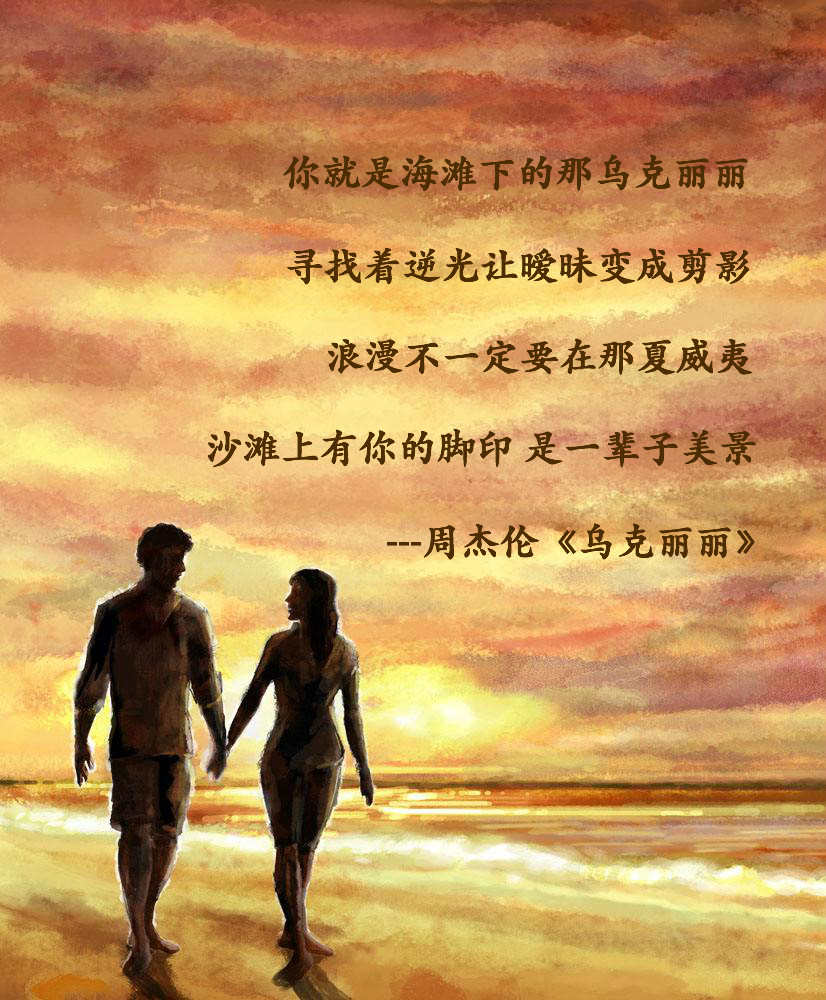 你就是海滩下的那乌克丽丽
寻找着逆光让暧昧变成剪影
浪漫不一定要在那夏威夷
沙滩上有你的脚印 是一辈子美景
---周杰伦《乌克丽丽》